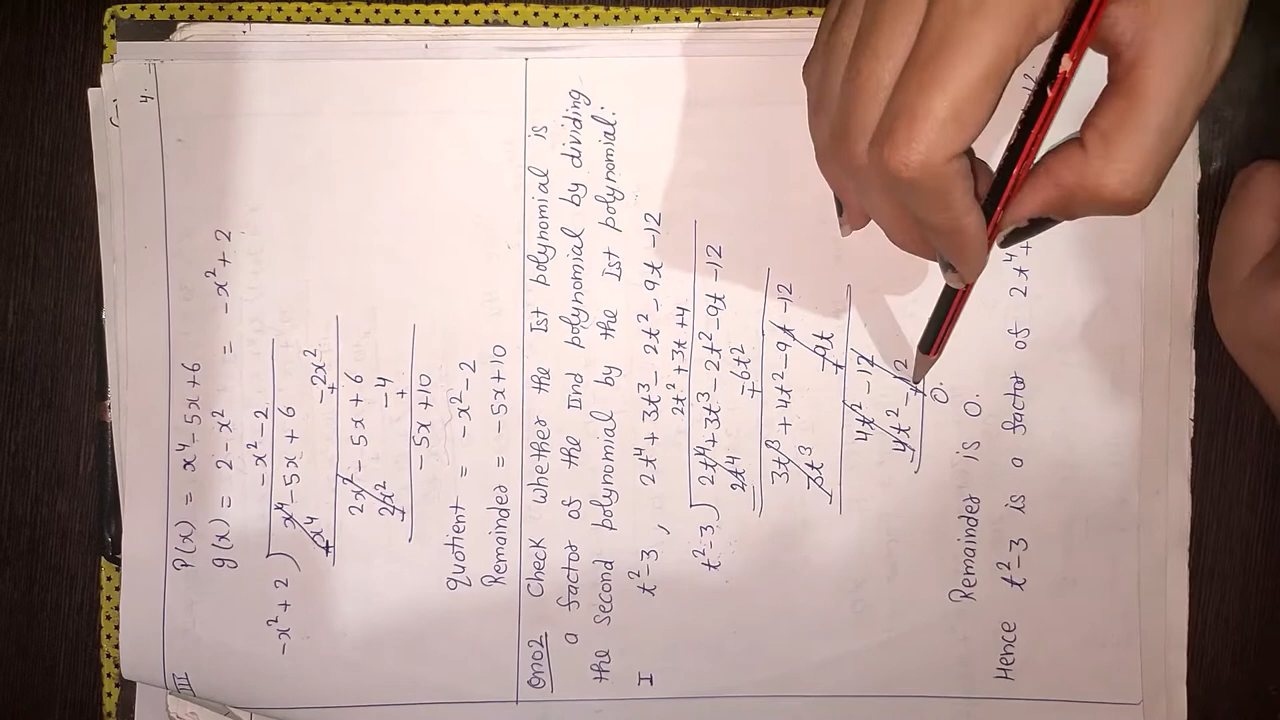 4.
III P(x) = x⁴ - 5x + 6
g(x) = 2 - x² = -x² + 2
-x² - 2
-x² + 2 ) x⁴ - 5x + 6
x⁴ - 2x²
- +
2x² - 5x + 6
2x² - 4
- +
-5x + 10
Quotient = -x² - 2
Remainder = -5x + 10
Qno2 Check whether the Ist polynomial is
a factor of the IInd polynomial by dividing
the second polynomial by the Ist polynomial:
I t² - 3, 2t⁴ + 3t³ - 2t² - 9t - 12
2t² + 3t + 4
t² - 3 ) 2t⁴ + 3t³ - 2t² - 9t - 12
2t⁴ - 6t²
- +
3t³ + 4t² - 9t - 12
3t³ - 9t
- +
4t² - 12
4t² - 12
- +
0.
Remainder is 0.
Hence t² - 3 is a factor of 2t⁴ +